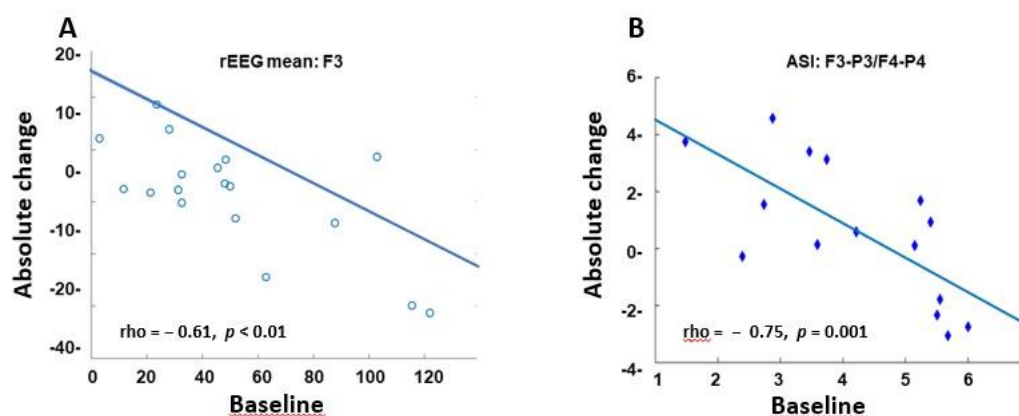 A
rEEG mean: F3
Absolute change
20-
10-
0-
-10-
-20-
-40-
rho = – 0.61, p < 0.01
0 20 40 60 80 100 120
Baseline
B
ASI: F3-P3/F4-P4
Absolute change
6-
4-
2-
0-
-2-
-4-
rho = – 0.75, p = 0.001
1 2 3 4 5 6
Baseline